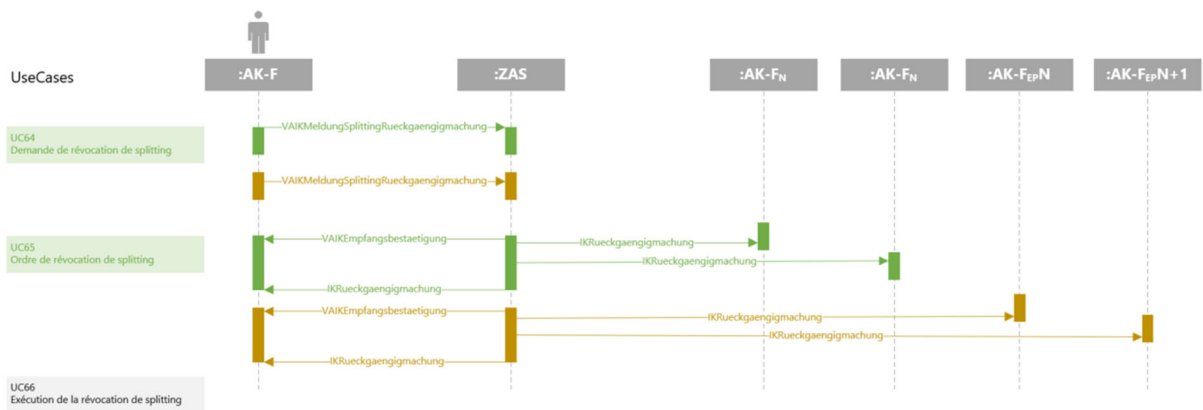 UseCases
:AK-F
:ZAS
:AK-FN
:AK-FN
:AK-FEPN
:AK-FEPN+1
UC64
Demande de révocation de splitting
VAIKMeldungSplittingRueckgaengigmachung
VAIKMeldungSplittingRueckgaengigmachung
UC65
Ordre de révocation de splitting
VAIKEmpfangsbestaetigung
IKRueckgaengigmachung
IKRueckgaengigmachung
IKRueckgaengigmachung
VAIKEmpfangsbestaetigung
IKRueckgaengigmachung
IKRueckgaengigmachung
IKRueckgaengigmachung
UC66
Exécution de la révocation de splitting